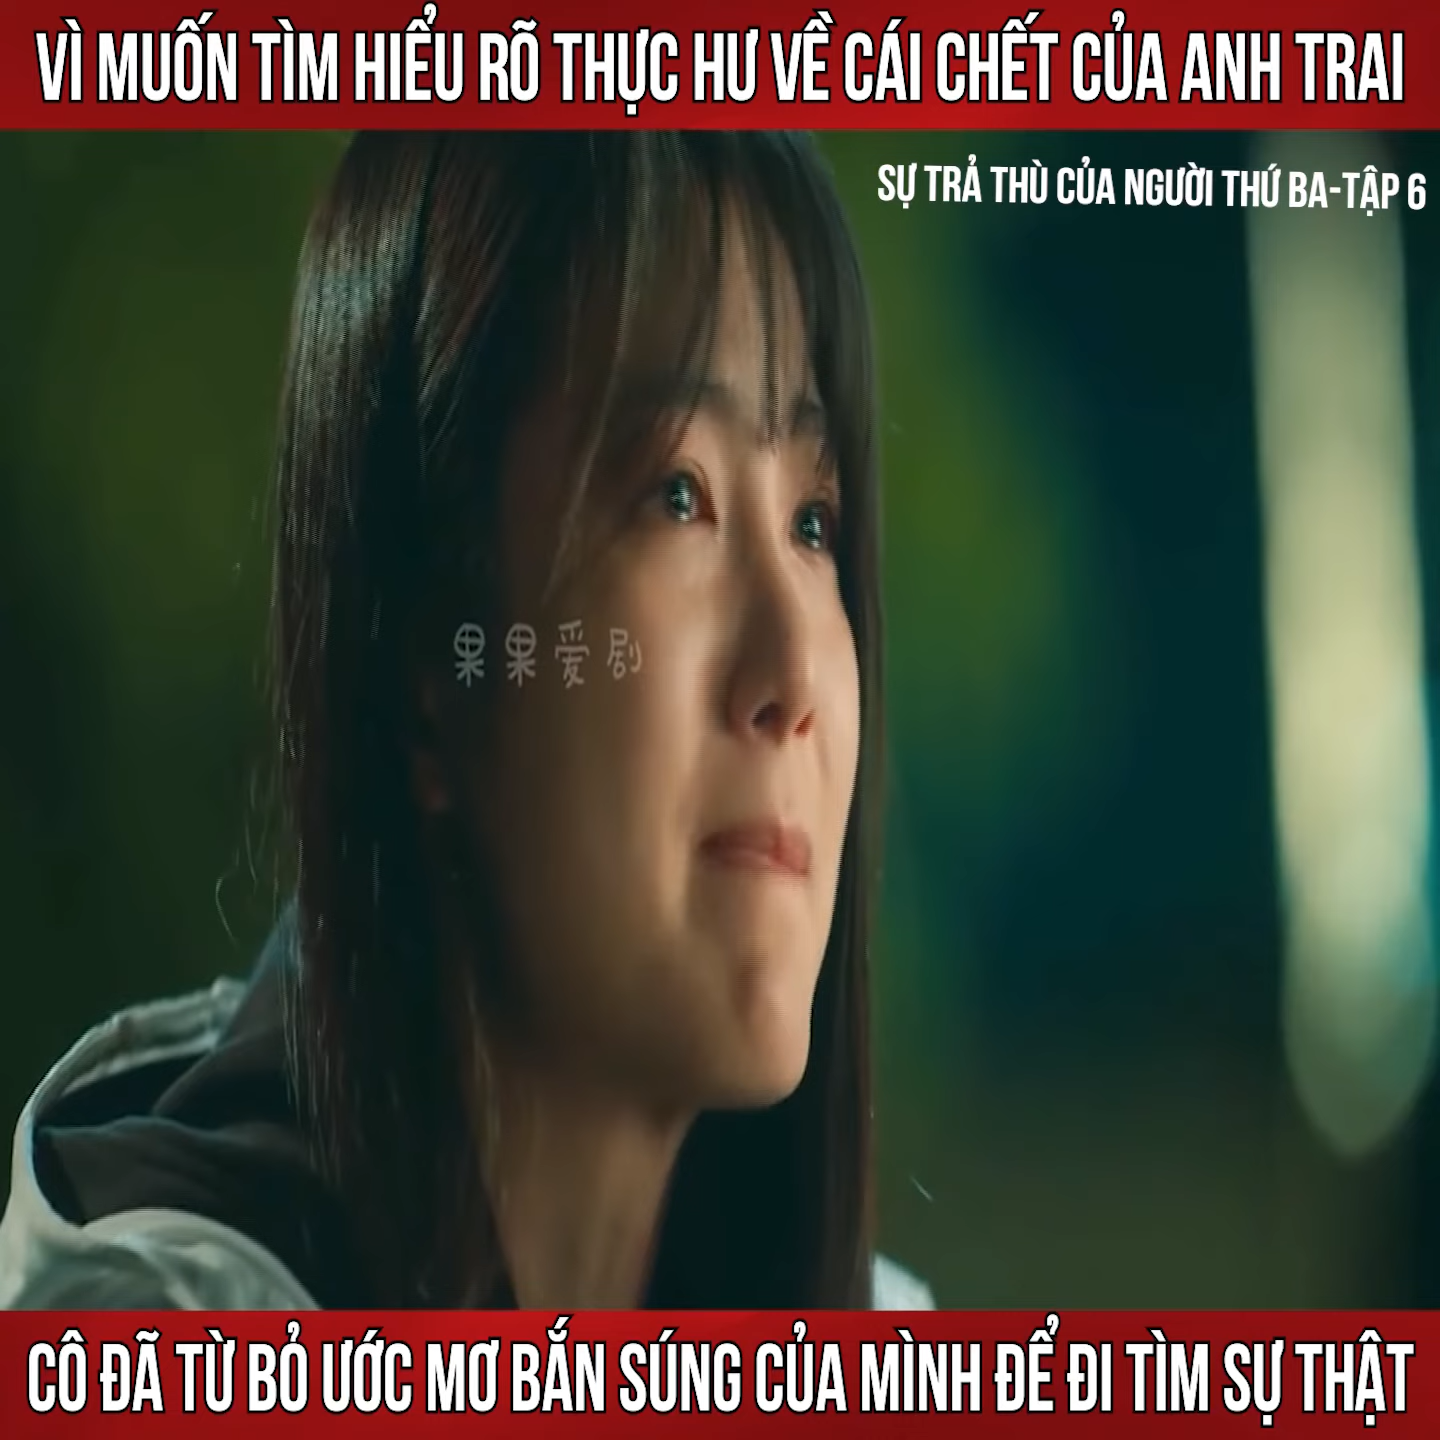 VÌ MUỐN TÌM HIỂU RÕ THỰC HƯ VỀ CÁI CHẾT CỦA ANH TRAI
SỰ TRẢ THÙ CỦA NGƯỜI THỨ BA-TẬP 6
果果爱剧
CÔ ĐÃ TỪ BỎ ƯỚC MƠ BẮN SÚNG CỦA MÌNH ĐỂ ĐI TÌM SỰ THẬT